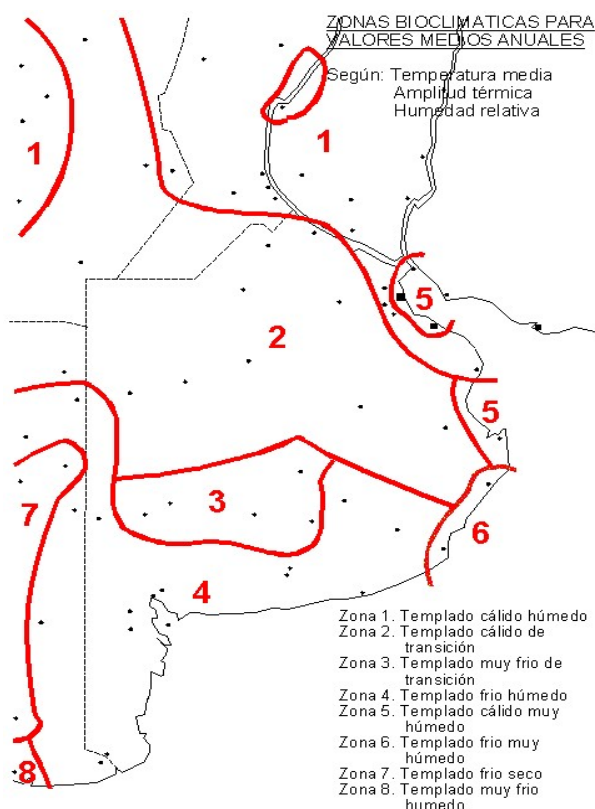 ZONAS BIOCLIMATICAS PARA
VALORES MEDIOS ANUALES
Según: Temperatura media
Amplitud térmica
Humedad relativa
1
1
5
2
5
3
7
6
4
8
Zona 1. Templado cálido húmedo
Zona 2. Templado cálido de
transición
Zona 3. Templado muy frio de
transición
Zona 4. Templado frio húmedo
Zona 5. Templado cálido muy
húmedo
Zona 6. Templado frio muy
húmedo
Zona 7. Templado frio seco
Zona 8. Templado muy frio
humedo